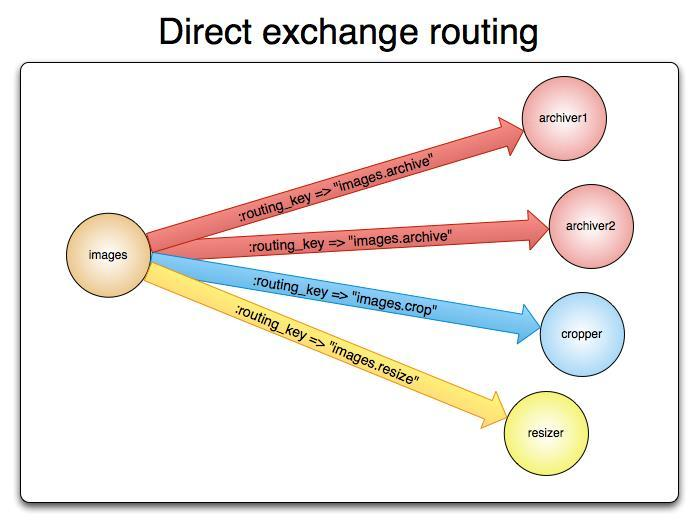 Direct exchange routing
archiver1
:routing_key => "images.archive"
archiver2
:routing_key => "images.archive"
images
:routing_key => "images.crop"
cropper
:routing_key => "images.resize"
resizer